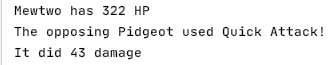 Mewtwo has 322 HP
The opposing Pidgeot used Quick Attack!
It did 43 damage